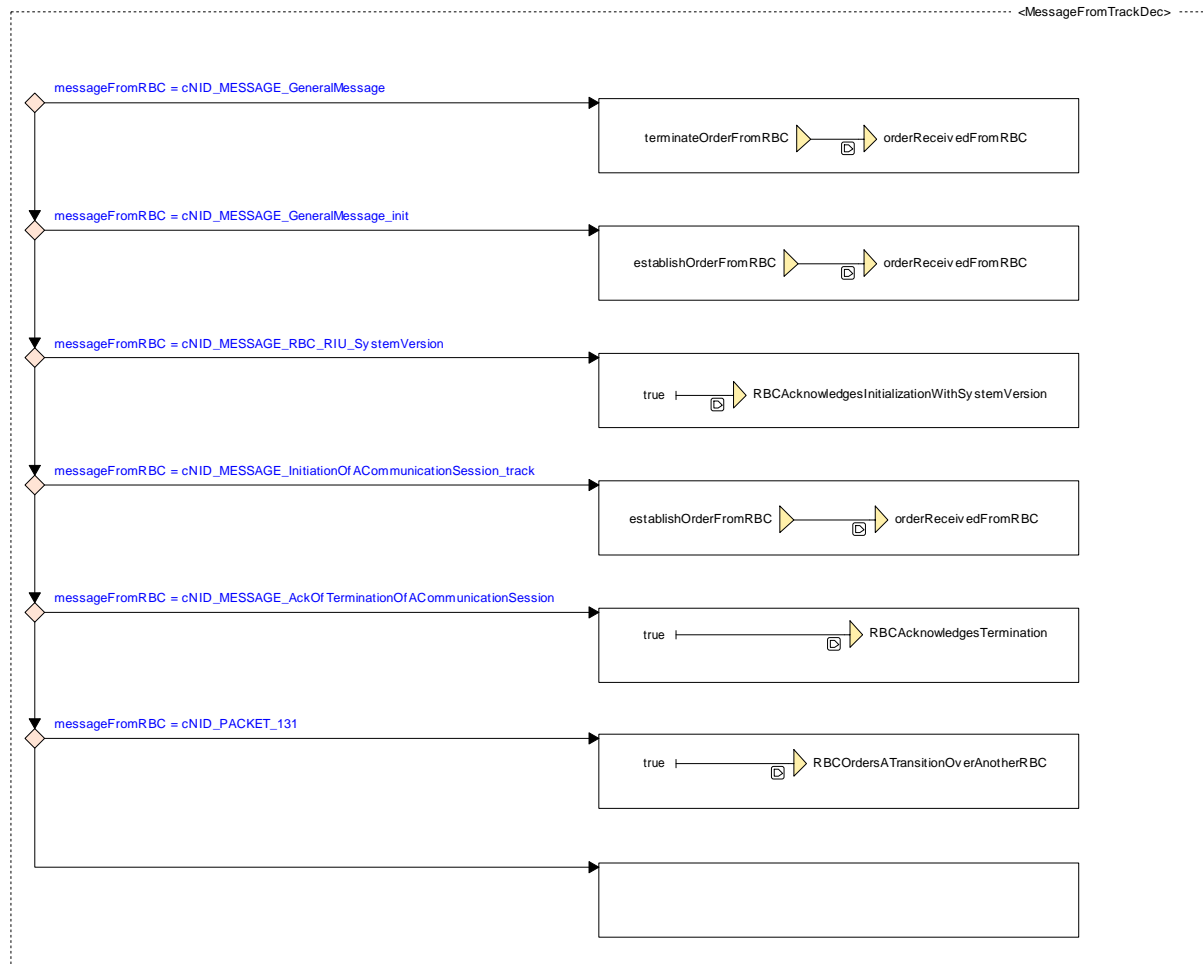 <MessageFromTrackDec>
messageFromRBC = cNID_MESSAGE_GeneralMessage
terminateOrderFromRBC orderReceivedFromRBC
messageFromRBC = cNID_MESSAGE_GeneralMessage_init
establishOrderFromRBC orderReceivedFromRBC
messageFromRBC = cNID_MESSAGE_RBC_RIU_SystemVersion
true RBCAcknowledgesInitializationWithSystemVersion
messageFromRBC = cNID_MESSAGE_InitiationOfACommunicationSession_track
establishOrderFromRBC orderReceivedFromRBC
messageFromRBC = cNID_MESSAGE_AckOfTerminationOfACommunicationSession
true RBCAcknowledgesTermination
messageFromRBC = cNID_PACKET_131
true RBCOrdersATransitionOverAnotherRBC